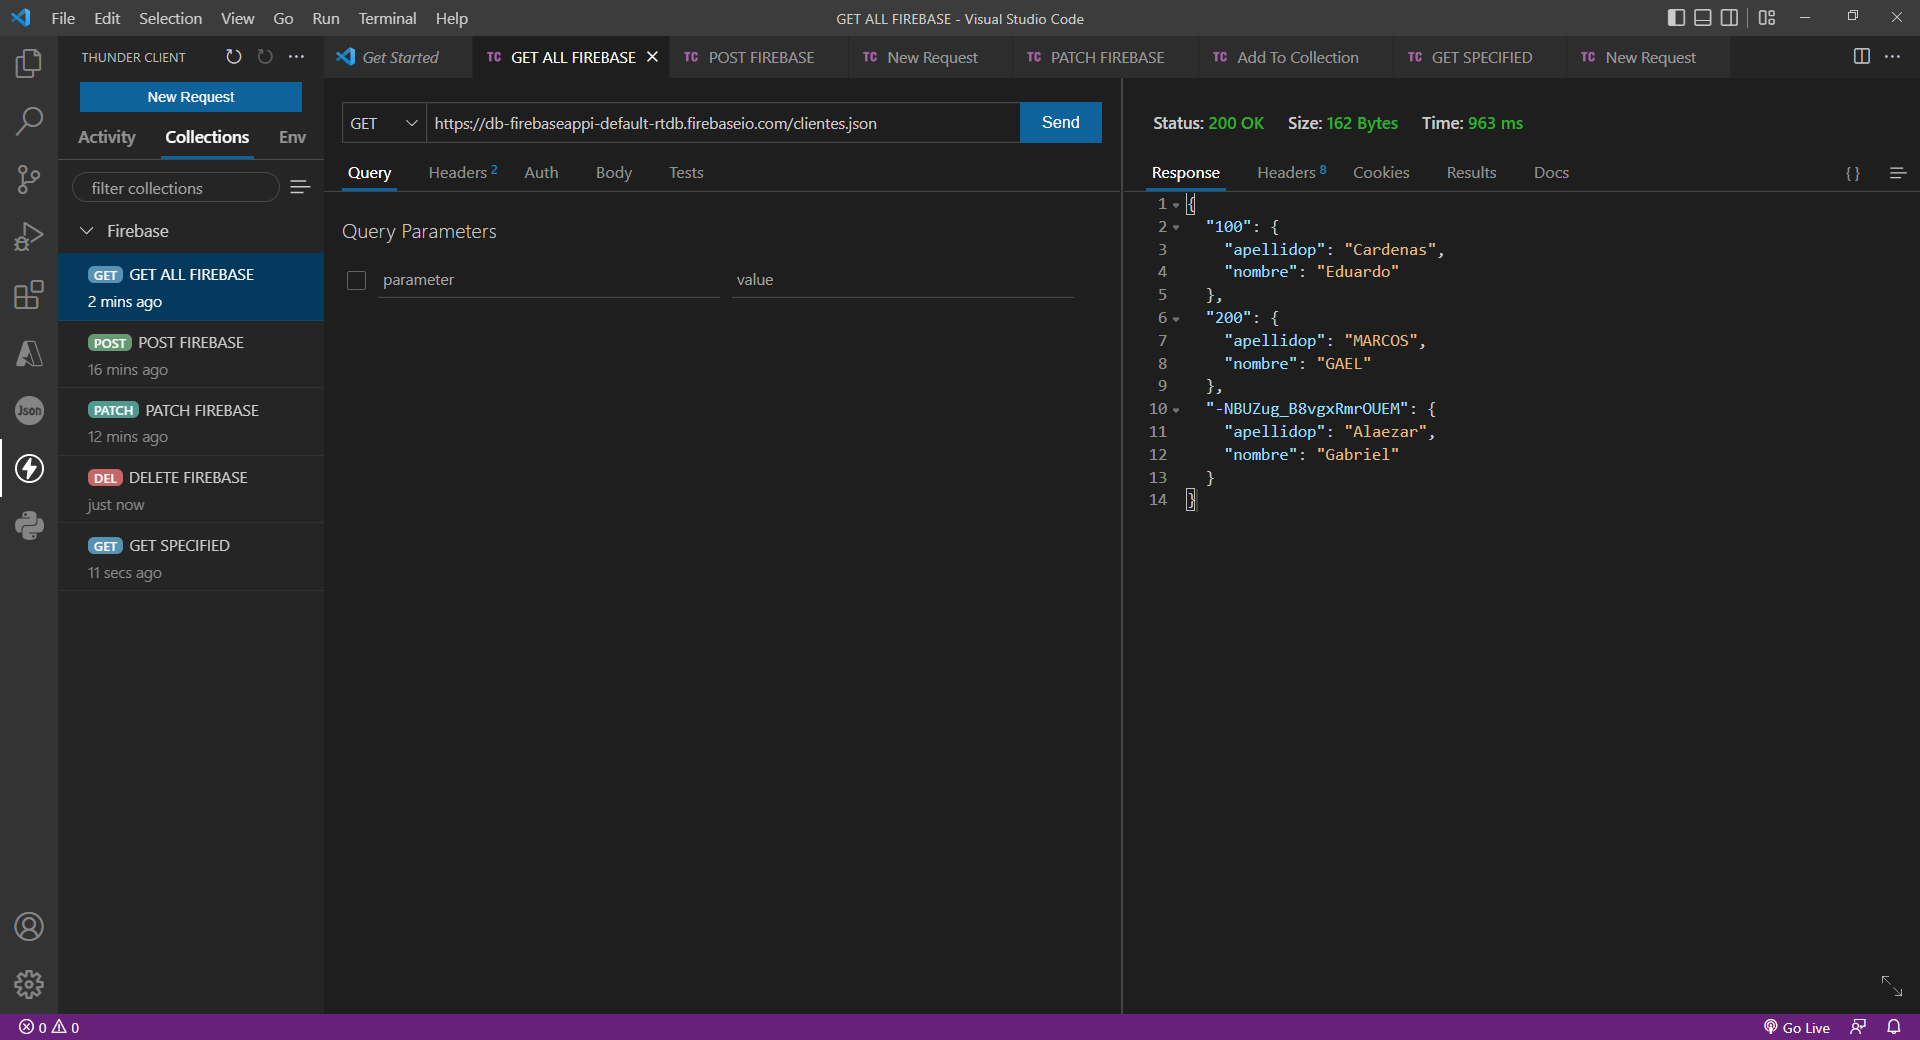 File Edit Selection View Go Run Terminal Help
GET ALL FIREBASE - Visual Studio Code
THUNDER CLIENT
New Request
Activity Collections Env
filter collections
Firebase
GET GET ALL FIREBASE
2 mins ago
POST POST FIREBASE
16 mins ago
PATCH PATCH FIREBASE
12 mins ago
DEL DELETE FIREBASE
just now
GET GET SPECIFIED
11 secs ago
Json
Get Started
TC GET ALL FIREBASE
TC POST FIREBASE
TC New Request
TC PATCH FIREBASE
TC Add To Collection
TC GET SPECIFIED
TC New Request
GET https://db-firebaseappi-default-rtdb.firebaseio.com/clientes.json Send
Query Headers 2 Auth Body Tests
Query Parameters
parameter value
Status: 200 OK Size: 162 Bytes Time: 963 ms
Response Headers 8 Cookies Results Docs { }
1 {
2 "100": {
3 "apellidop": "Cardenas",
4 "nombre": "Eduardo"
5 },
6 "200": {
7 "apellidop": "MARCOS",
8 "nombre": "GAEL"
9 },
10 "-NBUZug_B8vgxRmrOUEM": {
11 "apellidop": "Alaezar",
12 "nombre": "Gabriel"
13 }
14 }
0 0
Go Live